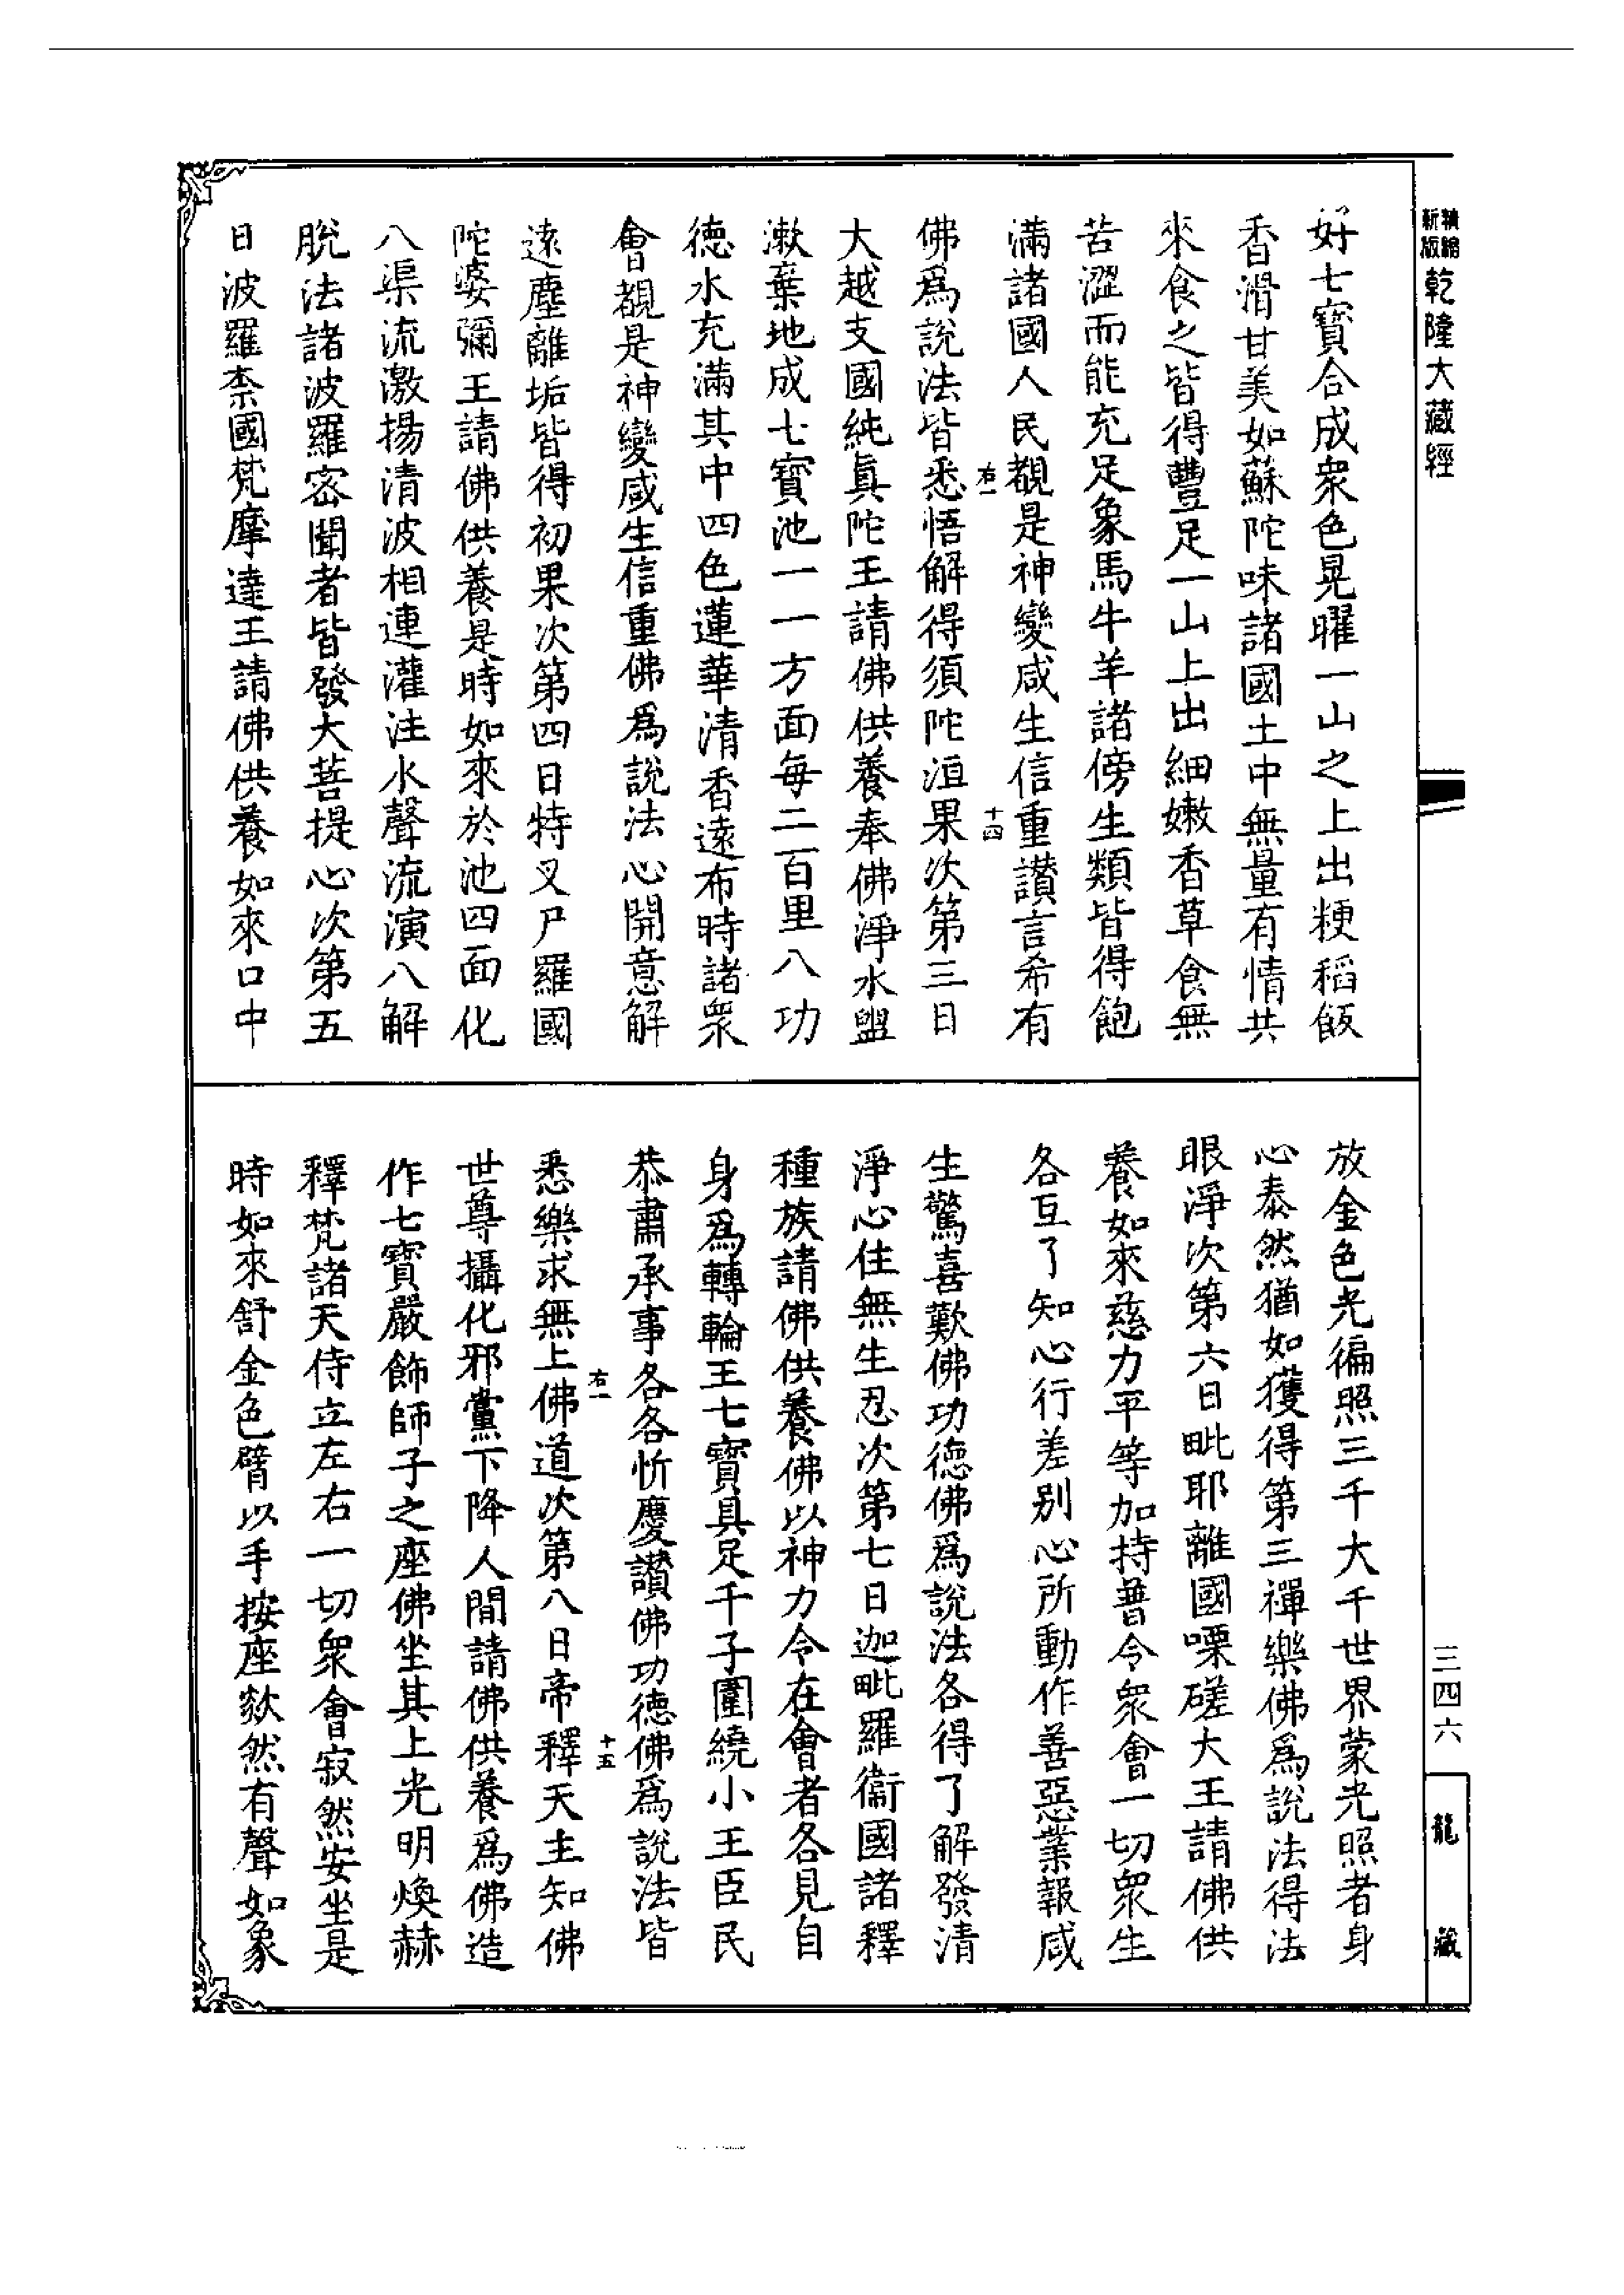 精縮
新版
乾隆大藏經
好七寶合成衆色晃曜一山之上出粳稻飯
香滑甘美如蘇陀味諸國土中無量有情共
來食之皆得豐足一山上出細嫩香草食無
苦澀而能充足象馬牛羊諸傍生類皆得飽
滿諸國人民覩是神變咸生信重讃言希有
右一
十四
佛爲說法皆悉悟解得須陀洹果次第三日
大越支國純眞陀王請佛供養奉佛淨水盥
漱棄地成七寶池一一方面每二百里八功
德水充滿其中四色蓮華清香遠布時諸衆
會覩是神變咸生信重佛爲說法心開意解
遠塵離垢皆得初果次第四日特叉尸羅國
陀婆彌王請佛供養是時如來於池四面化
八渠流激揚清波相連灌注水聲流演八解
脫法諸波羅密聞者皆發大菩提心次第五
日波羅柰國梵摩達王請佛供養如來口中
放金色光徧照三千大千世界蒙光照者身
心泰然猶如獲得第三禪樂佛爲說法得法
眼淨次第六日毗耶離國嘌磋大王請佛供
養如來慈力平等加持普令衆會一切衆生
各互了知心行差别心所動作善惡業報咸
生驚喜歎佛功德佛爲說法各得了解發清
淨心住無生忍次第七日迦毗羅衞國諸釋
種族請佛供養佛以神力令在會者各見自
身爲轉輪王七寶具足千子圍繞小王臣民
恭肅承事各各忻慶讃佛功德佛爲說法皆
右一
十五
悉樂求無上佛道次第八日帝釋天主知佛
世尊攝化邪黨下降人間請佛供養爲佛造
作七寶嚴飾師子之座佛坐其上光明煥赫
釋梵諸天侍立左右一切衆會寂然安坐是
時如來舒金色臂以手按座欻然有聲如象
三四六
龍藏